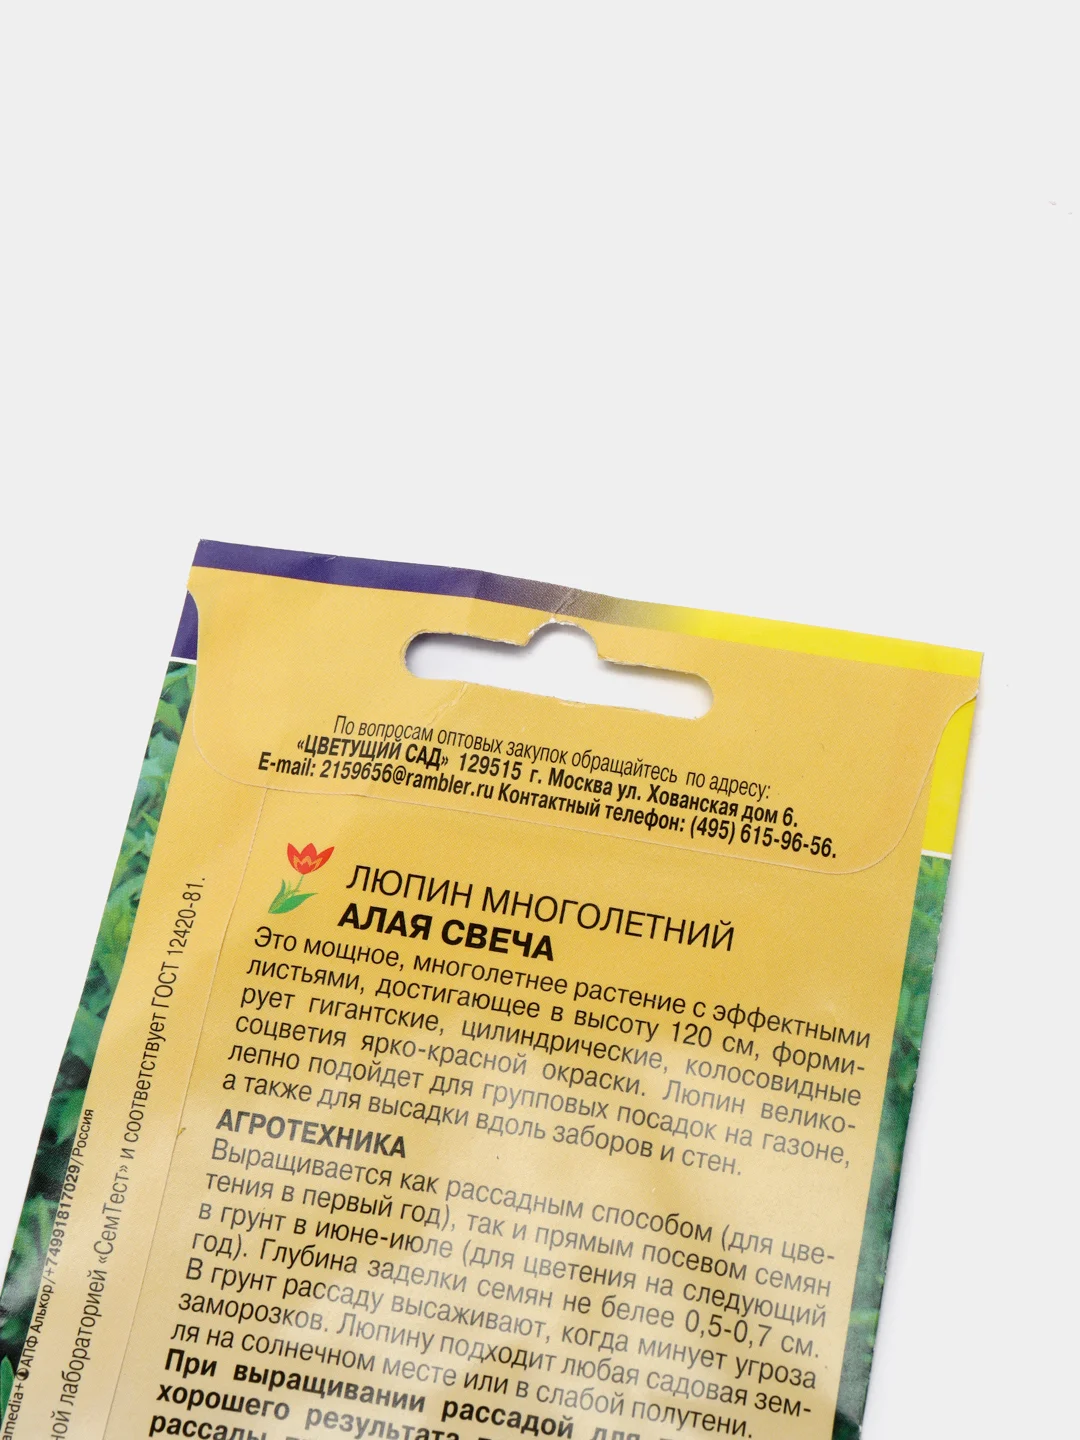 По вопросам оптовых закупок обращайтесь по адресу:
«ЦВЕТУЩИЙ САД» 129515 г. Москва ул. Хованская дом 6.
E-mail: 2159656@rambler.ru Контактный телефон: (495) 615-96-56.
ЛЮПИН МНОГОЛЕТНИЙ
АЛАЯ СВЕЧА
Это мощное, многолетнее растение с эффектными
листьями, достигающее в высоту 120 см, форми-
рует гигантские, цилиндрические, колосовидные
соцветия ярко-красной окраски. Люпин велико-
лепно подойдет для групповых посадок на газоне,
а также для высадки вдоль заборов и стен.
АГРОТЕХНИКА
Выращивается как рассадным способом (для цве-
тения в первый год), так и прямым посевом семян
в грунт в июне-июле (для цветения на следующий
год). Глубина заделки семян не белее 0,5-0,7 см.
В грунт рассаду высаживают, когда минует угроза
заморозков. Люпину подходит любая садовая зем-
ля на солнечном месте или в слабой полутени.
При выращивании рассадой для
хорошего результата
рассады
лабораторией «СемТест» и соответствует ГОСТ 12420-81.
amedia+ АПФ Алькор/+74991817029/Россия